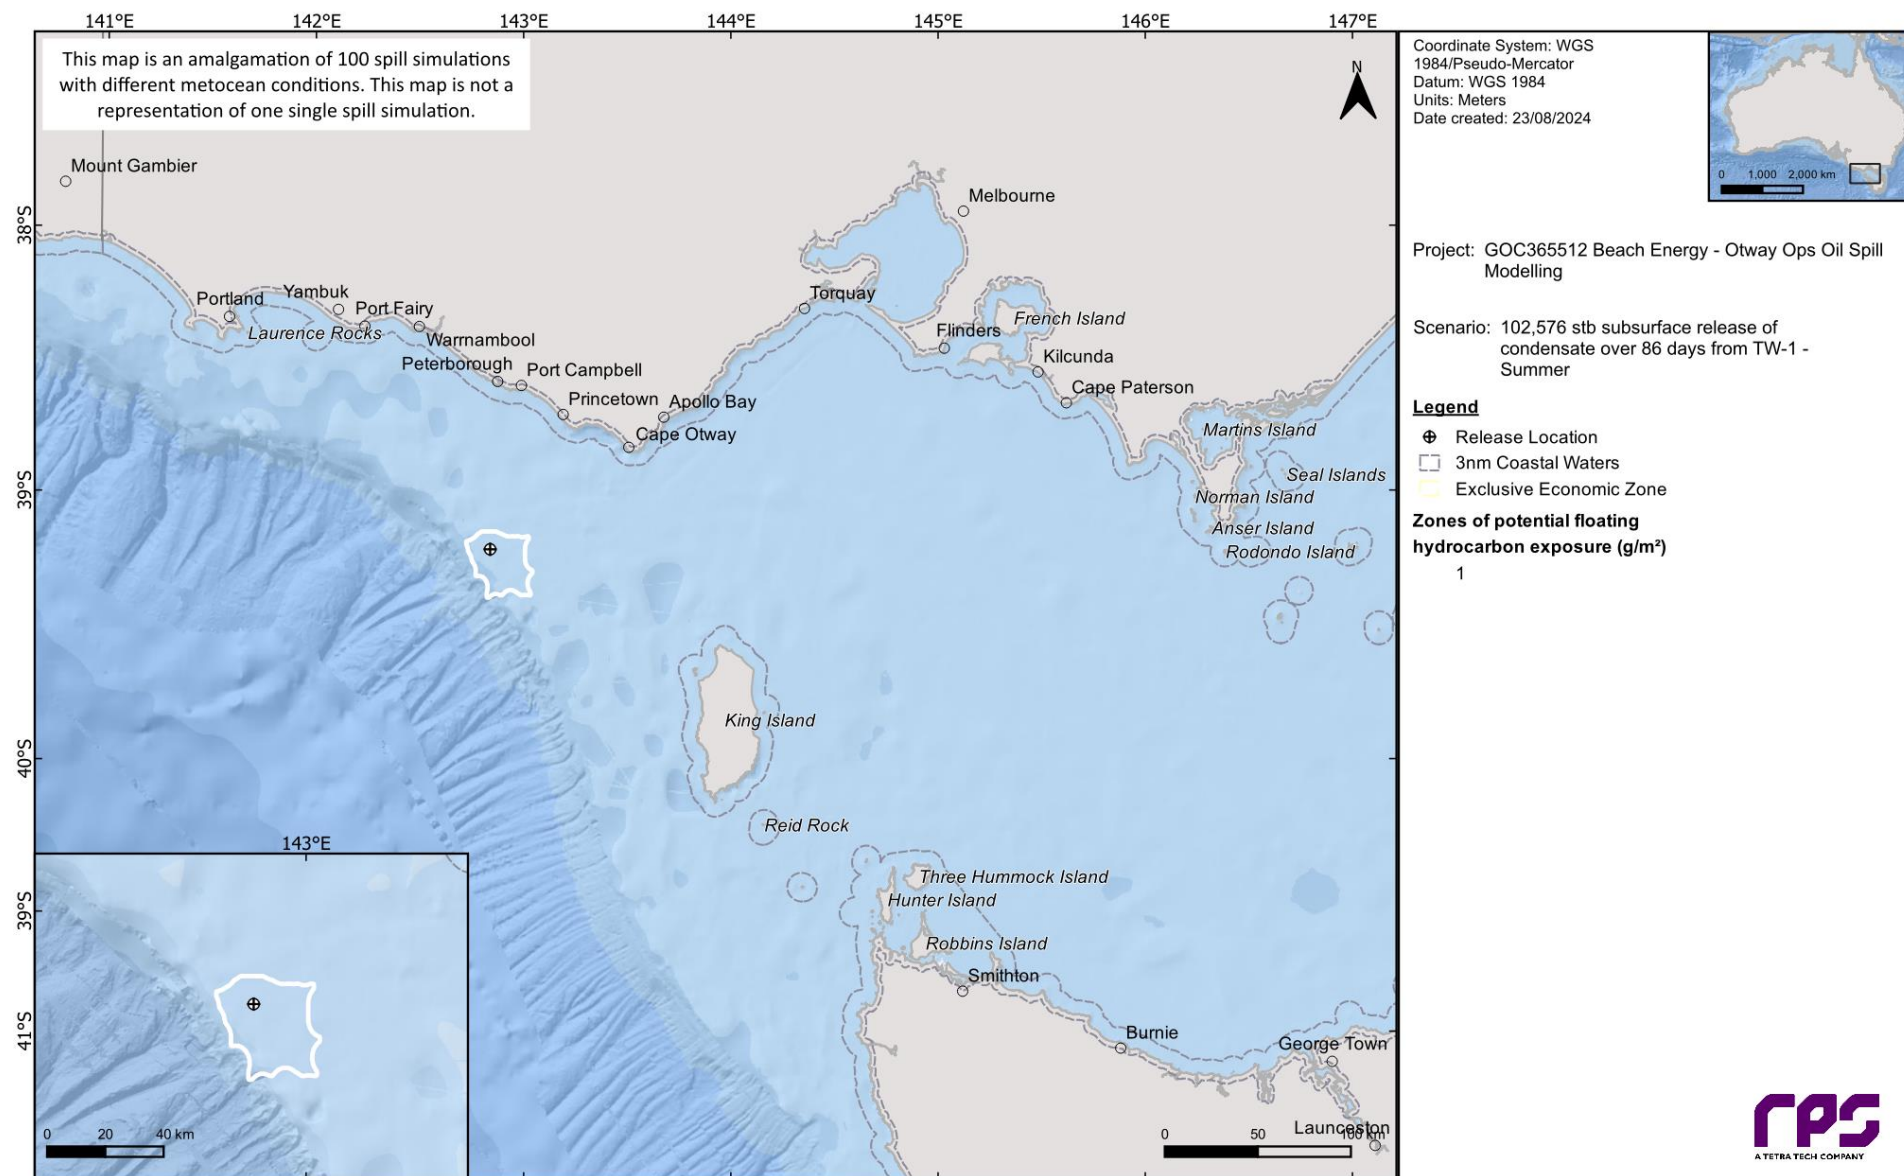 141°E 142°E 143°E 144°E 145°E 146°E 147°E
This map is an amalgamation of 100 spill simulations
with different metocean conditions. This map is not a
representation of one single spill simulation.
N
Mount Gambier
Melbourne
38°S
Portland
Yambuk
Port Fairy
Laurence Rocks
Warrnambool
Peterborough
Port Campbell
Princetown
Apollo Bay
Cape Otway
Torquay
Flinders
French Island
Kilcunda
Cape Paterson
Martins Island
Seal Islands
39°S
Norman Island
Anser Island
Rodondo Island
King Island
40°S
Reid Rock
Three Hummock Island
Hunter Island
Robbins Island
Smithton
41°S
Burnie
George Town
Launceston
0 50 100 km
143°E
39°S
0 20 40 km
Coordinate System: WGS
1984/Pseudo-Mercator
Datum: WGS 1984
Units: Meters
Date created: 23/08/2024
0 1,000 2,000 km
Project: GOC365512 Beach Energy - Otway Ops Oil Spill
Modelling
Scenario: 102,576 stb subsurface release of
condensate over 86 days from TW-1 -
Summer
Legend
Release Location
3nm Coastal Waters
Exclusive Economic Zone
Zones of potential floating
hydrocarbon exposure (g/m²)
1
rps
A TETRA TECH COMPANY